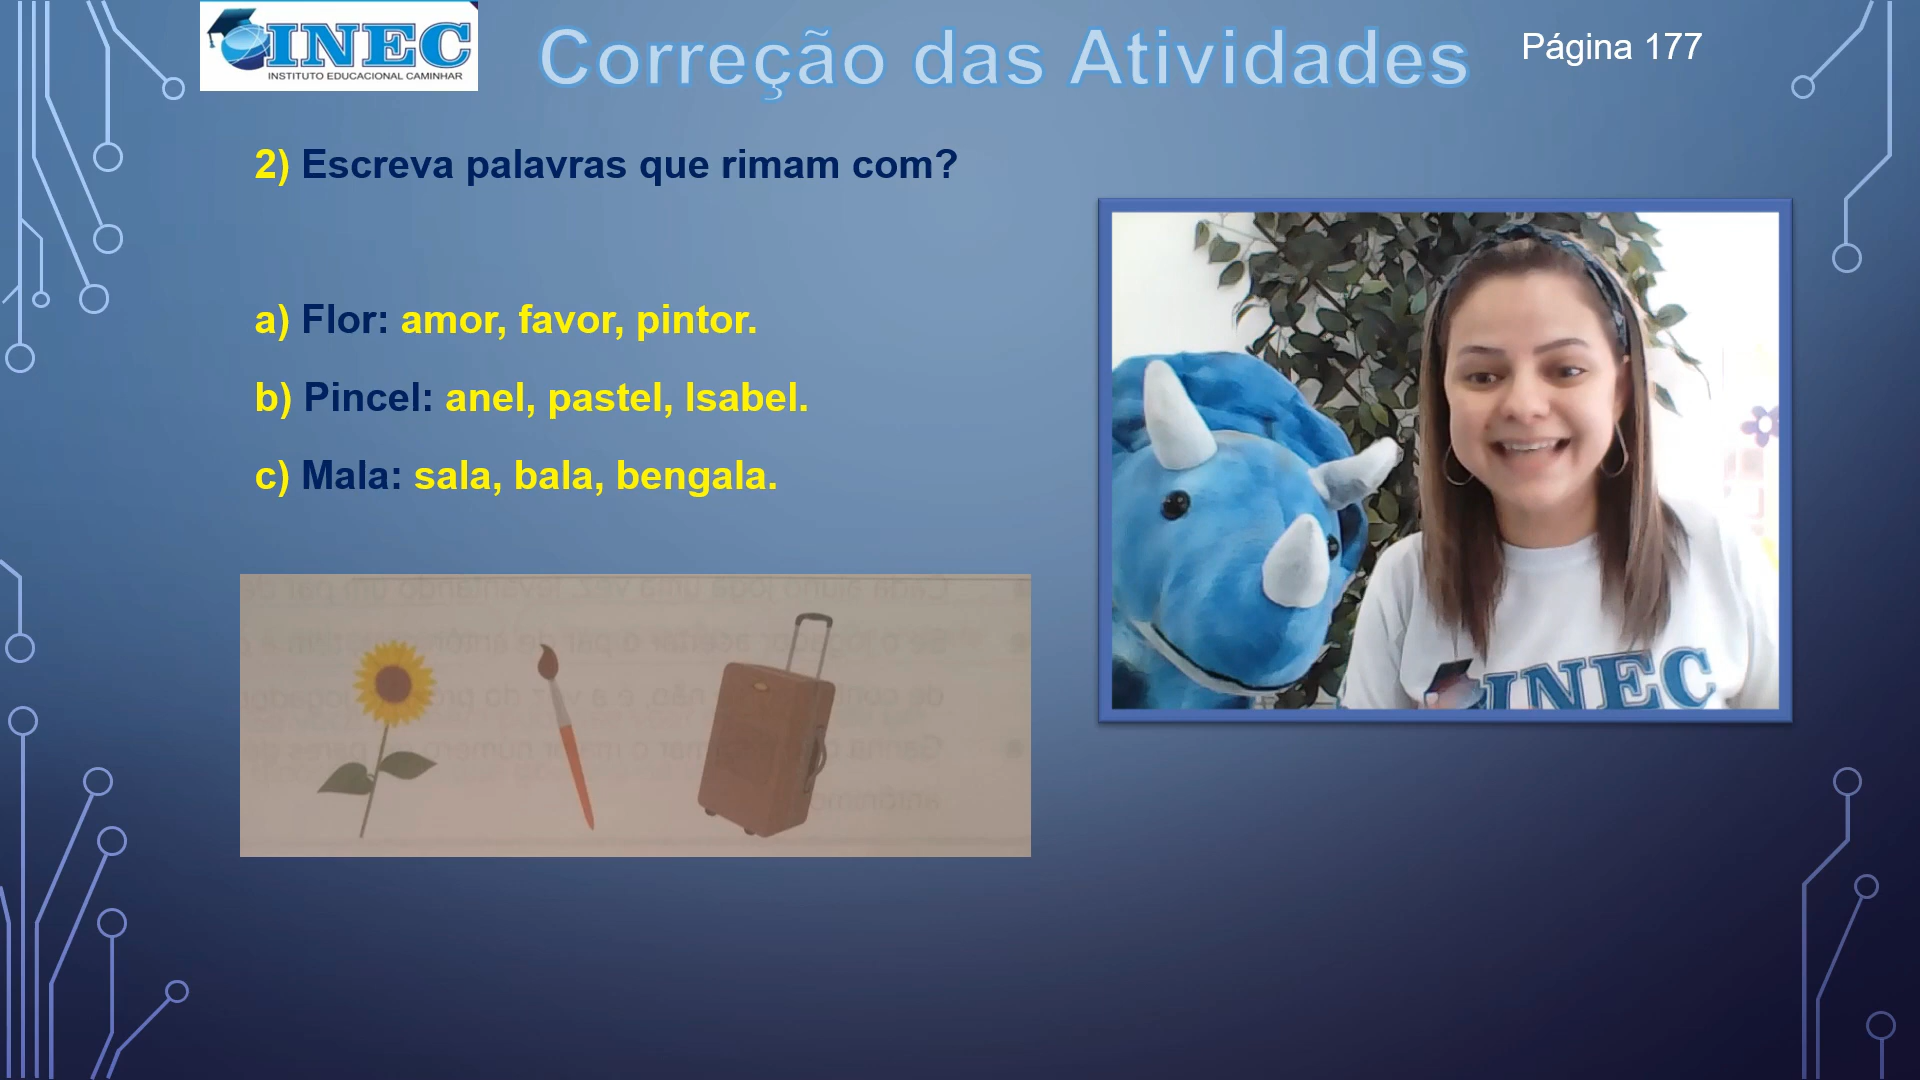 INEC
INSTITUTO EDUCACIONAL CAMINHAR
Correção das Atividades
Página 177
2) Escreva palavras que rimam com?
a) Flor: amor, favor, pintor.
b) Pincel: anel, pastel, Isabel.
c) Mala: sala, bala, bengala.
INEC